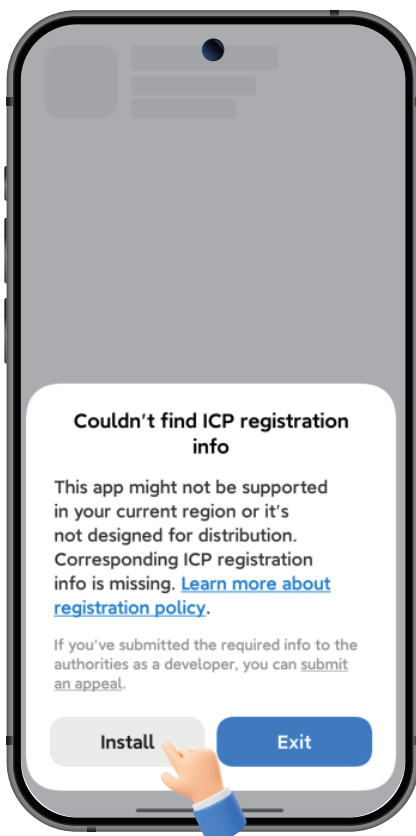 Couldn't find ICP registration
info
This app might not be supported
in your current region or it's
not designed for distribution.
Corresponding ICP registration
info is missing. Learn more about
registration policy.
If you've submitted the required info to the
authorities as a developer, you can submit
an appeal.
Install
Exit